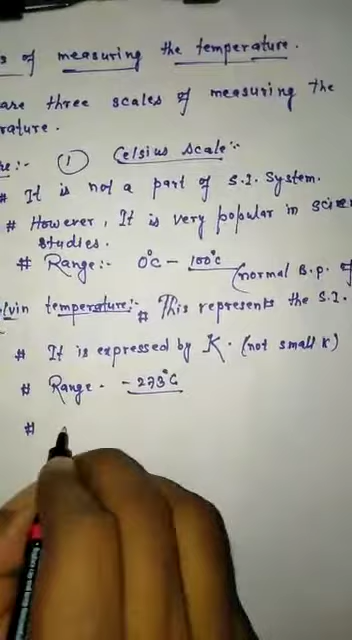 s of measuring the temperature.
are three scales of measuring the
rature.
re:- 1 Celsius Scale:-
# It is not a part of S.I. System.
# However, It is very popular in scien
studies.
# Range:- 0°C - 100°C
(normal B.p. of
lvin temperature:- # This represents the S.I.
# It is expressed by K. (not small k)
# Range - -273°C
#